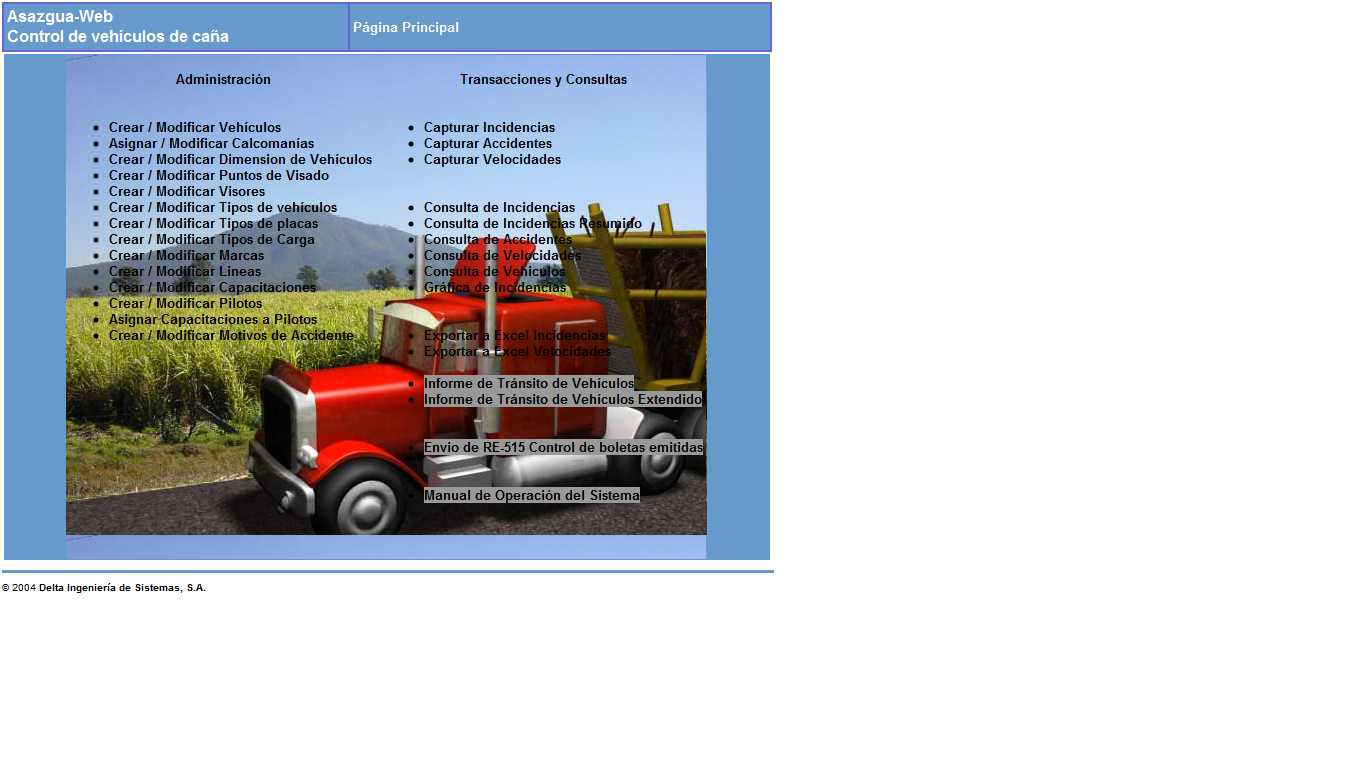 Asazgua-Web
Control de vehículos de caña
Página Principal
Administración
Crear / Modificar Vehículos
Asignar / Modificar Calcomanías
Crear / Modificar Dimension de Vehículos
Crear / Modificar Puntos de Visado
Crear / Modificar Visores
Crear / Modificar Tipos de vehículos
Crear / Modificar Tipos de placas
Crear / Modificar Tipos de Carga
Crear / Modificar Marcas
Crear / Modificar Lineas
Crear / Modificar Capacitaciones
Crear / Modificar Pilotos
Asignar Capacitaciones a Pilotos
Crear / Modificar Motivos de Accidente
Transacciones y Consultas
Capturar Incidencias
Capturar Accidentes
Capturar Velocidades
Consulta de Incidencias
Consulta de Incidencias Resumido
Consulta de Accidentes
Consulta de Velocidades
Consulta de Vehiculos
Gráfica de Incidencias
Exportar a Excel Incidencias
Exportar a Excel Velocidades
Informe de Tránsito de Vehículos
Informe de Tránsito de Vehículos Extendido
Envio de RE-515 Control de boletas emitidas
Manual de Operación del Sistema
© 2004 Delta Ingeniería de Sistemas, S.A.